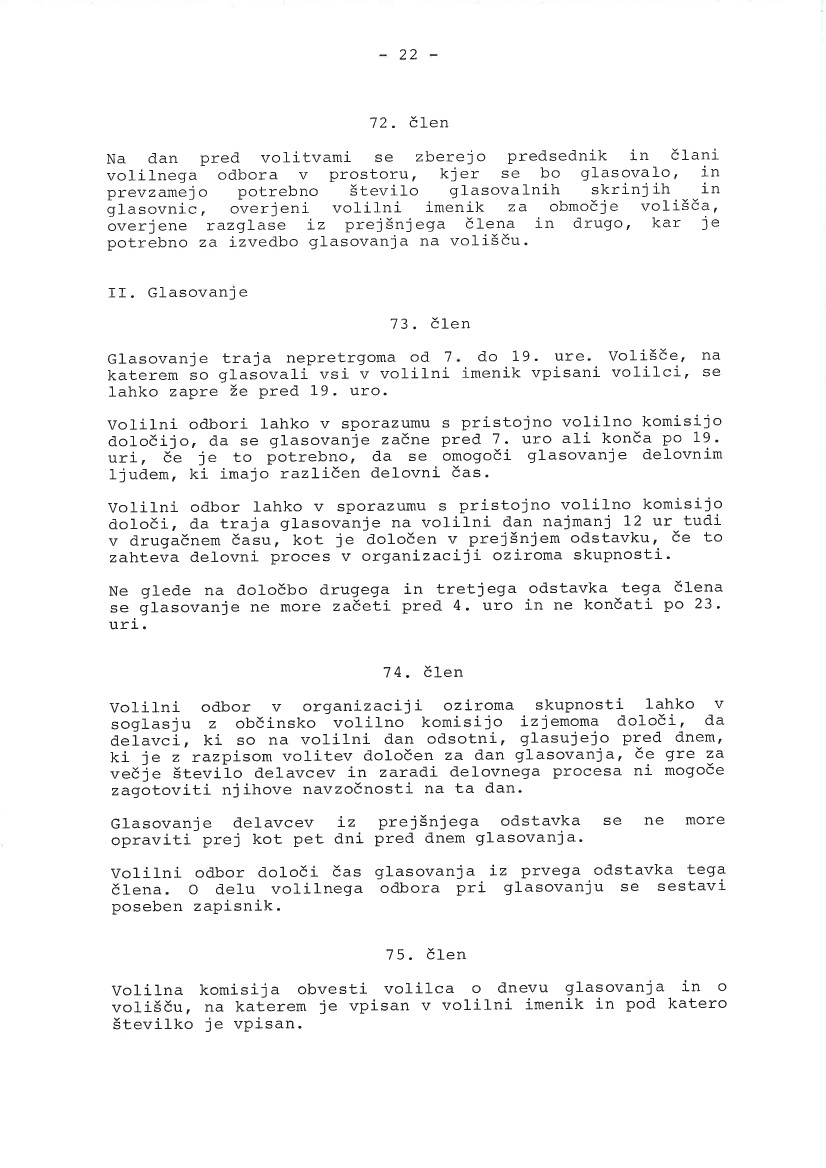 - 22 -
72. člen
Na dan pred volitvami se zberejo predsednik in člani
volilnega odbora v prostoru, kjer se bo glasovalo, in
prevzamejo potrebno število glasovalnih skrinjih in
glasovnic, overjeni volilni imenik za območje volišča,
overjene razglase iz prejšnjega člena in drugo, kar je
potrebno za izvedbo glasovanja na volišču.
II. Glasovanje
73. člen
Glasovanje traja nepretrgoma od 7. do 19. ure. Volišče, na
katerem so glasovali vsi v volilni imenik vpisani volilci, se
lahko zapre že pred 19. uro.
Volilni odbori lahko v sporazumu s pristojno volilno komisijo
določijo, da se glasovanje začne pred 7. uro ali konča po 19.
uri, če je to potrebno, da se omogoči glasovanje delovnim
ljudem, ki imajo različen delovni čas.
Volilni odbor lahko v sporazumu s pristojno volilno komisijo
določi, da traja glasovanje na volilni dan najmanj 12 ur tudi
v drugačnem času, kot je določen v prejšnjem odstavku, če to
zahteva delovni proces v organizaciji oziroma skupnosti.
Ne glede na določbo drugega in tretjega odstavka tega člena
se glasovanje ne more začeti pred 4. uro in ne končati po 23.
uri.
74. člen
Volilni odbor v organizaciji oziroma skupnosti lahko v
soglasju z občinsko volilno komisijo izjemoma določi, da
delavci, ki so na volilni dan odsotni, glasujejo pred dnem,
ki je z razpisom volitev določen za dan glasovanja, če gre za
večje število delavcev in zaradi delovnega procesa ni mogoče
zagotoviti njihove navzočnosti na ta dan.
Glasovanje delavcev iz prejšnjega odstavka se ne more
opraviti prej kot pet dni pred dnem glasovanja.
Volilni odbor določi čas glasovanja iz prvega odstavka tega
člena. O delu volilnega odbora pri glasovanju se sestavi
poseben zapisnik.
75. člen
Volilna komisija obvesti volilca o dnevu glasovanja in o
volišču, na katerem je vpisan v volilni imenik in pod katero
številko je vpisan.